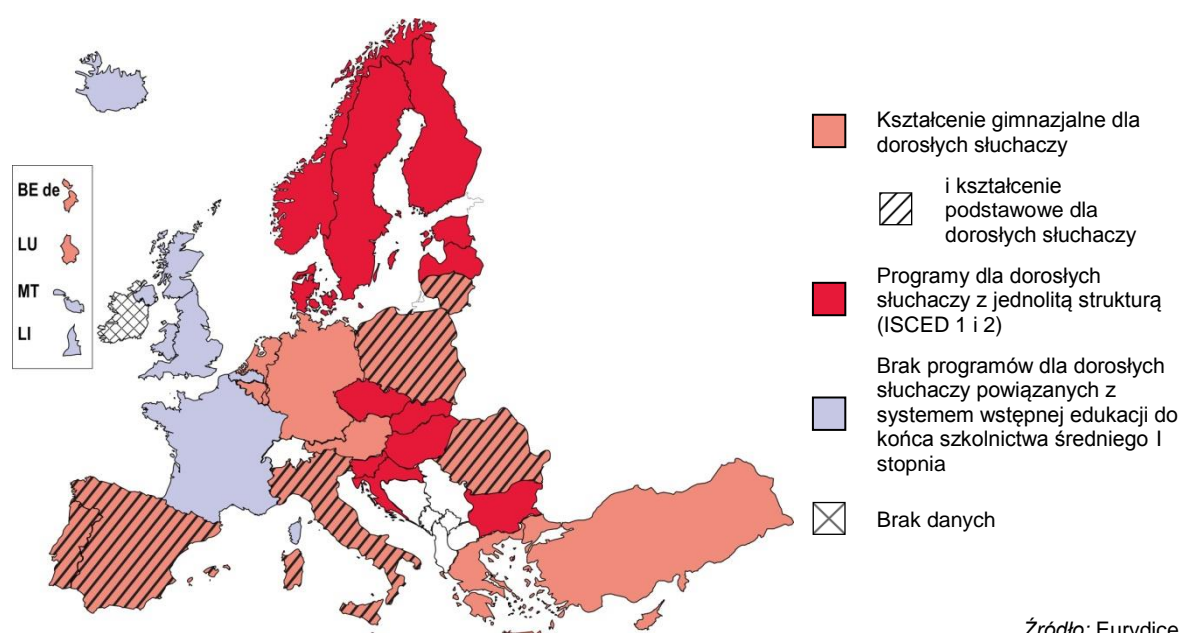 BE de
LU
MT
LI
Kształcenie gimnazjalne dla
dorosłych słuchaczy
i kształcenie
podstawowe dla
dorosłych słuchaczy
Programy dla dorosłych
słuchaczy z jednolitą strukturą
(ISCED 1 i 2)
Brak programów dla dorosłych
słuchaczy powiązanych z
systemem wstępnej edukacji do
końca szkolnictwa średniego I
stopnia
Brak danych
Źródło: Eurydice